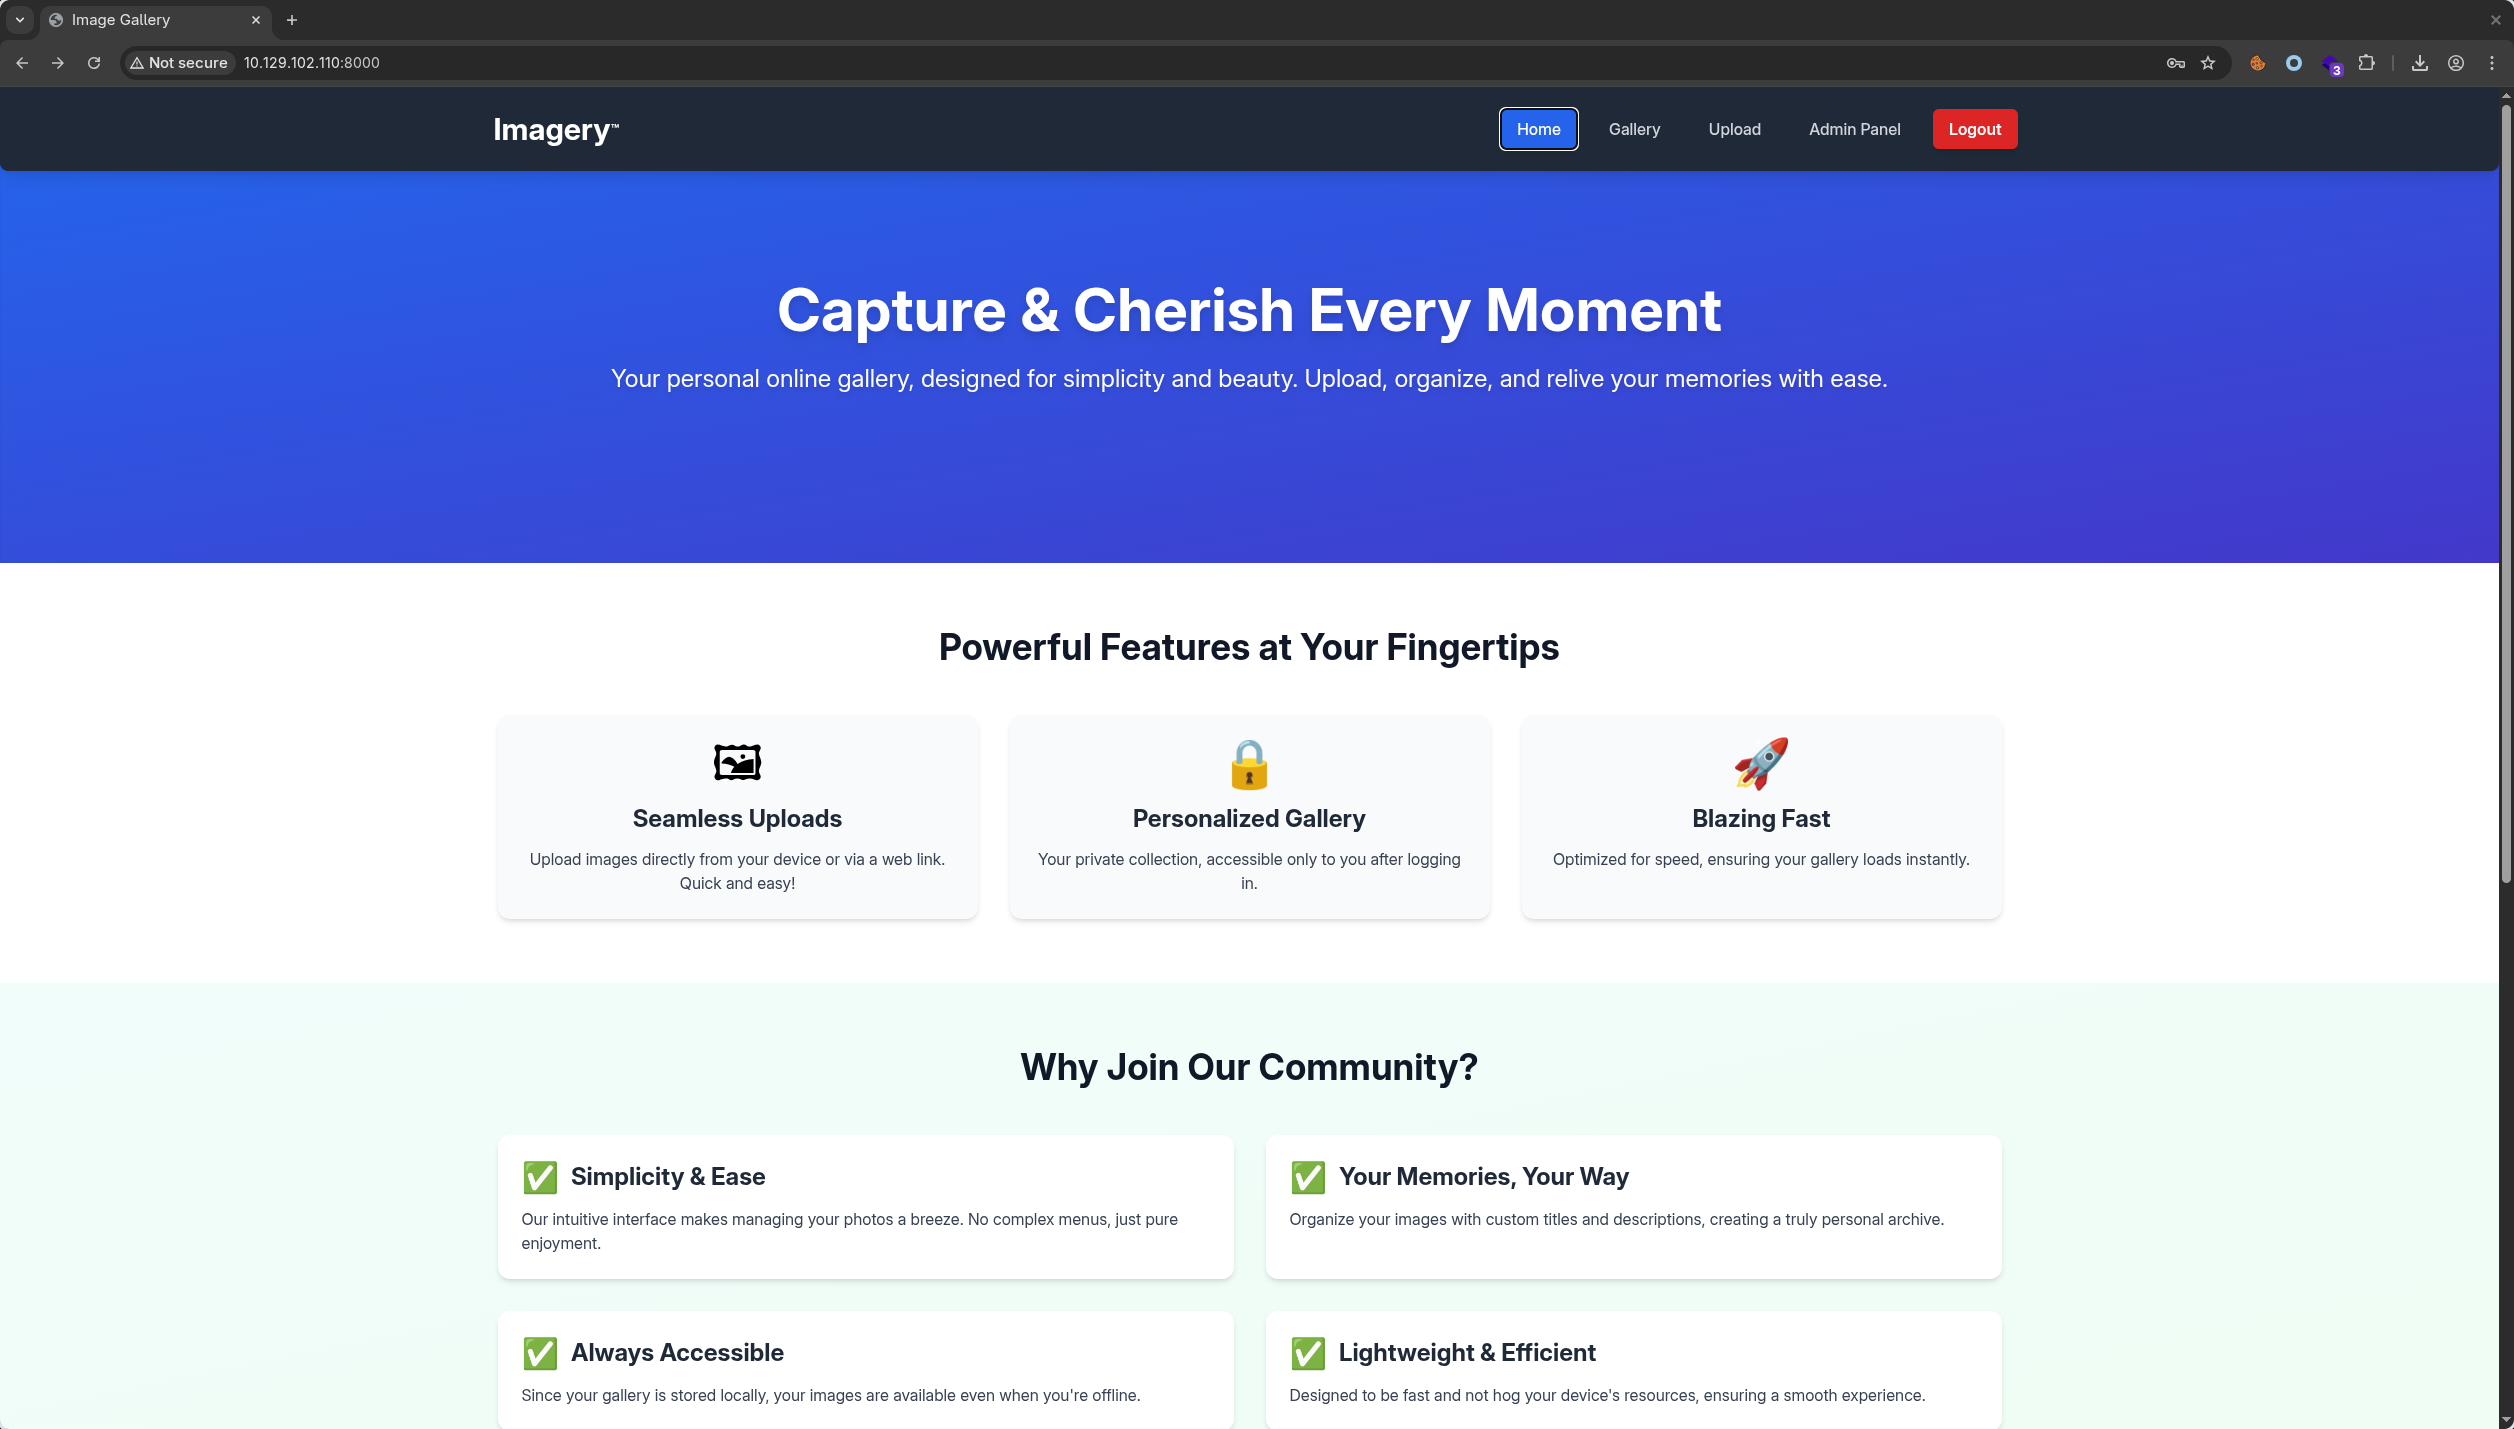 Image Gallery
Not secure 10.129.102.110:8000
3
Imagery™ Home Gallery Upload Admin Panel Logout
Capture & Cherish Every Moment
Your personal online gallery, designed for simplicity and beauty. Upload, organize, and relive your memories with ease.
Powerful Features at Your Fingertips
Seamless Uploads
Upload images directly from your device or via a web link.
Quick and easy!
Personalized Gallery
Your private collection, accessible only to you after logging
in.
Blazing Fast
Optimized for speed, ensuring your gallery loads instantly.
Why Join Our Community?
Simplicity & Ease
Our intuitive interface makes managing your photos a breeze. No complex menus, just pure
enjoyment.
Your Memories, Your Way
Organize your images with custom titles and descriptions, creating a truly personal archive.
Always Accessible
Since your gallery is stored locally, your images are available even when you're offline.
Lightweight & Efficient
Designed to be fast and not hog your device's resources, ensuring a smooth experience.